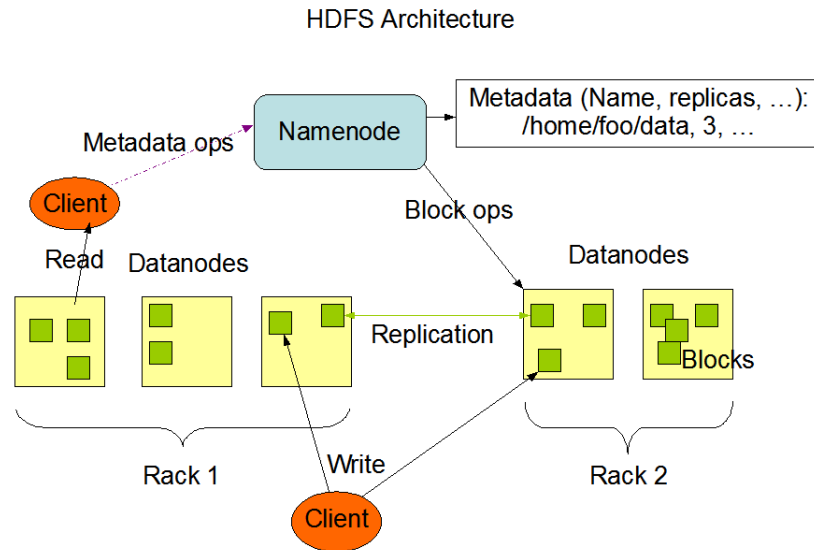 HDFS Architecture
Metadata (Name, replicas, ...):
/home/foo/data, 3, ...
Namenode
Metadata ops
Client
Block ops
Read
Datanodes
Datanodes
Replication
Blocks
Rack 1
Write
Rack 2
Client